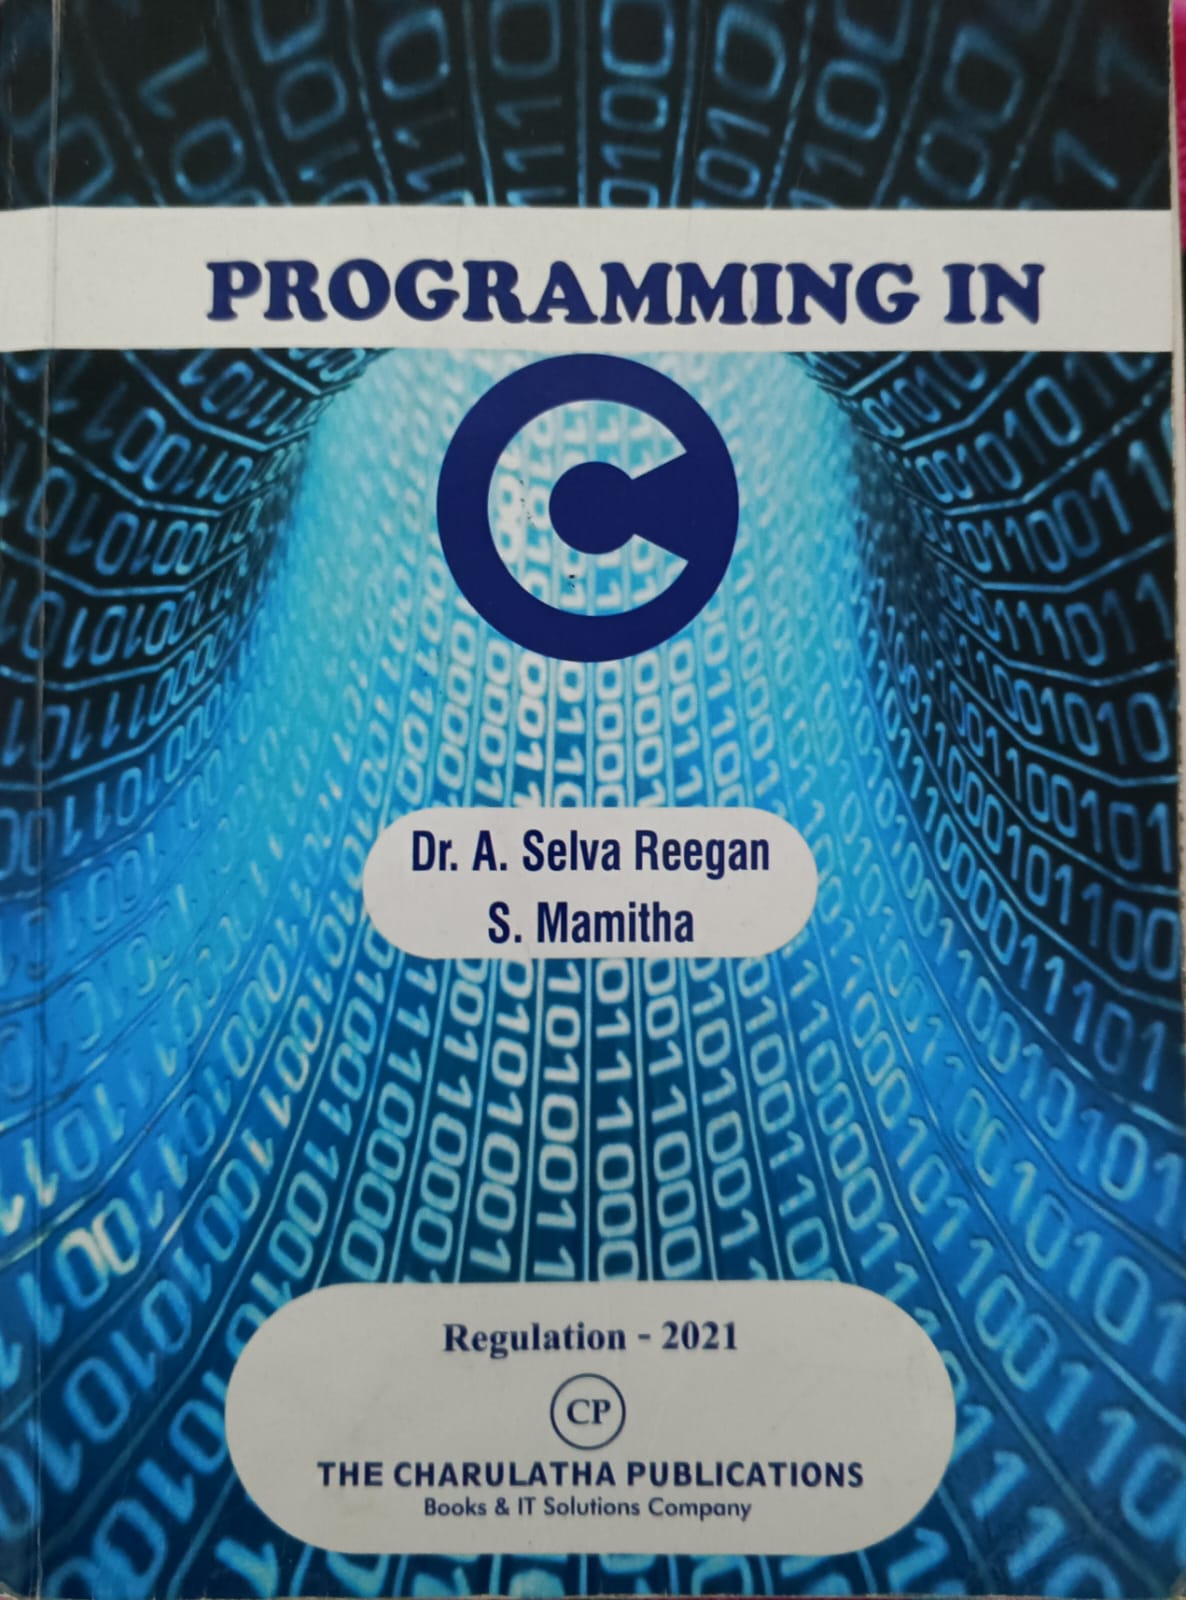 PROGRAMMING IN
C
Dr. A. Selva Reegan
S. Mamitha
Regulation - 2021
CP
THE CHARULATHA PUBLICATIONS
Books & IT Solutions Company